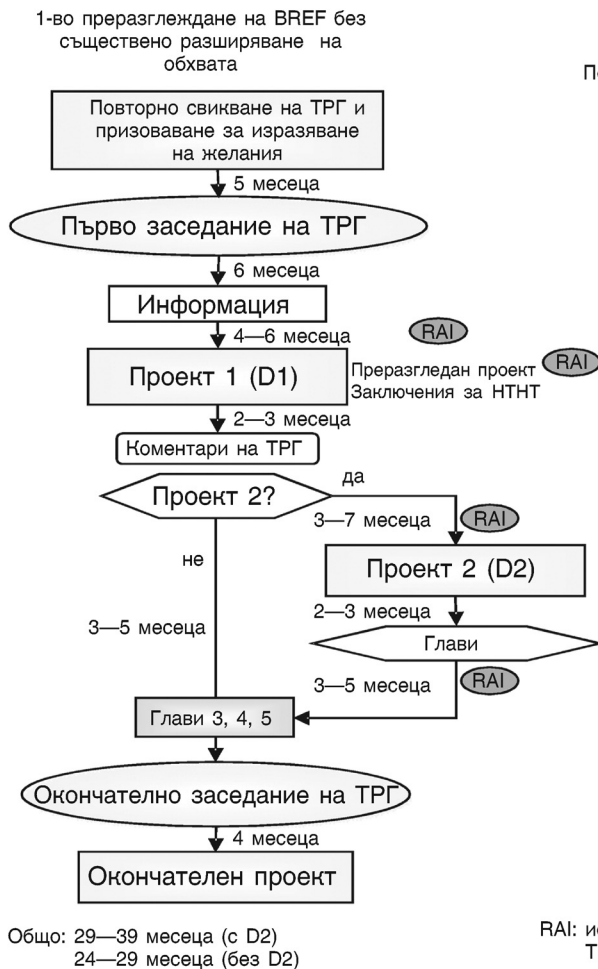 1-во преразглеждане на BREF без
съществено разширяване на
обхвата
Повторно свикване на ТРГ и
призоваване за изразяване
на желания
5 месеца
Първо заседание на ТРГ
6 месеца
Информация
4—6 месеца
RAI
Проект 1 (D1)
Преразгледан проект
Заключения за НТНТ
RAI
2—3 месеца
Коментари на ТРГ
Проект 2?
да
3—7 месеца
RAI
не
Проект 2 (D2)
2—3 месеца
3—5 месеца
Глави
3—5 месеца
RAI
Глави 3, 4, 5
Окончателно заседание на ТРГ
4 месеца
Окончателен проект
Общо: 29—39 месеца (с D2)
24—29 месеца (без D2)
RAI: